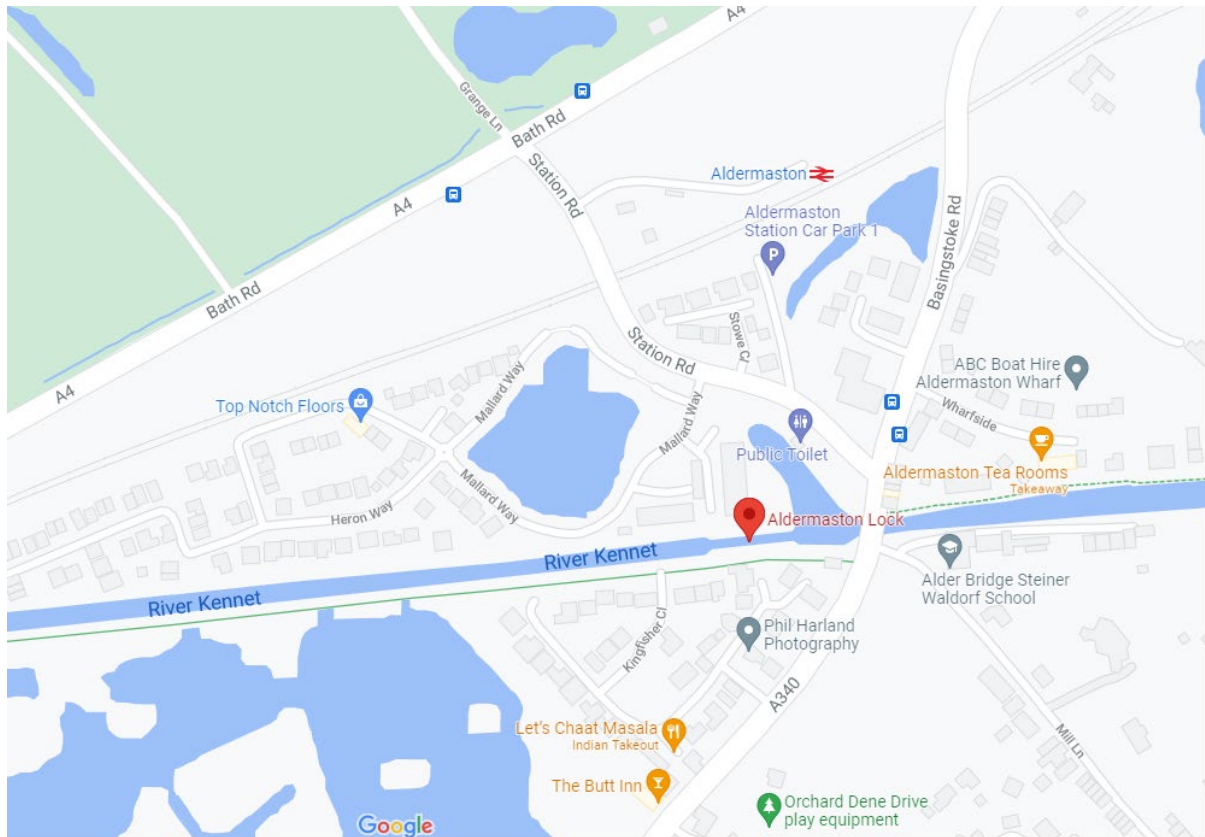 A4
Grange Ln
Bath Rd
Station Rd
Aldermaston
A4
Aldermaston
Station Car Park 1
Basingstoke Rd
Bath Rd
Stowe Cl
Station Rd
ABC Boat Hire
Aldermaston Wharf
A4
Mallard Way
Top Notch Floors
Wharfside
Mallard Way
Public Toilet
Aldermaston Tea Rooms
Takeaway
Mallard Way
Heron Way
Aldermaston Lock
River Kennet
Alder Bridge Steiner
Waldorf School
River Kennet
Kingfisher Cl
Phil Harland
Photography
A340
Let's Chaat Masala
Indian Takeout
Mill Ln
The Butt Inn
Orchard Dene Drive
play equipment
Google